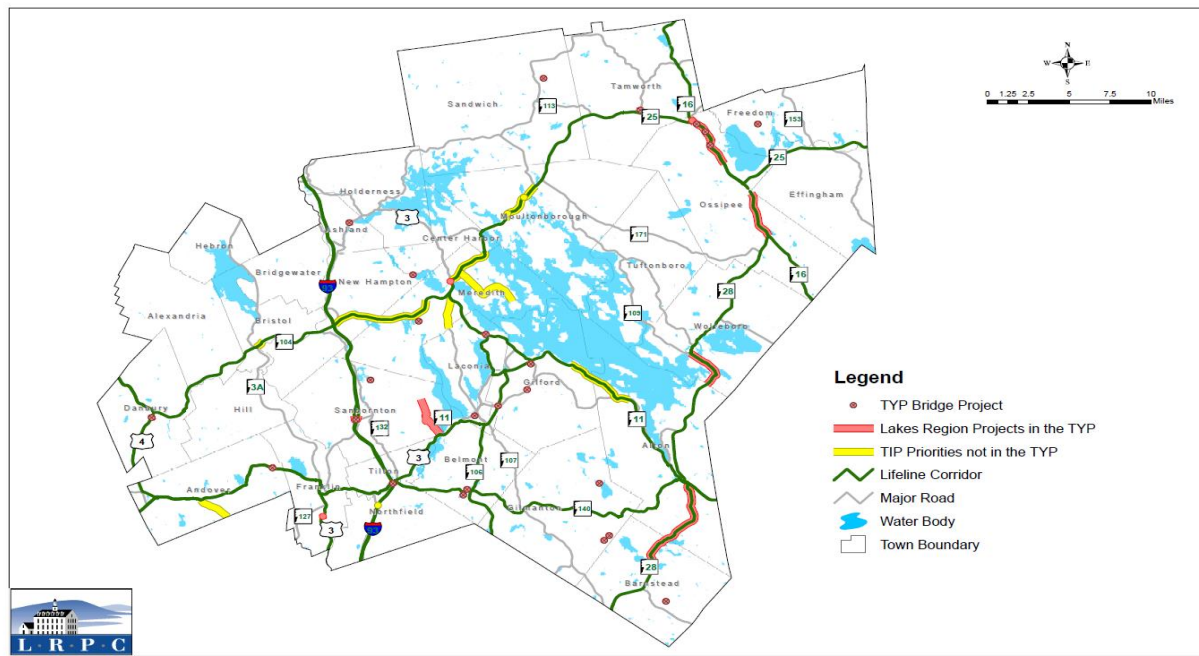 N
W E
S
0 1.25 2.5 5 7.5 10
Miles
Tamworth
Sandwich
113
16
25
Freedom
153
25
Effingham
Holderness
3
Ashland
Moultonborough
Ossipee
Center Harbor
171
Hebron
Bridgewater
New Hampton
Tuftonboro
16
28
Meredith
Alexandria
Bristol
109
Wolfeboro
104
Laconia
Gilford
3A
Danbury
Hill
Sanbornton
11
11
4
132
Alton
3
Belmont
107
Tilton
106
Andover
Franklin
Gilmanton
140
127
Northfield
3
28
Barnstead
Legend
TYP Bridge Project
Lakes Region Projects in the TYP
TIP Priorities not in the TYP
Lifeline Corridor
Major Road
Water Body
Town Boundary
L·R·P·C